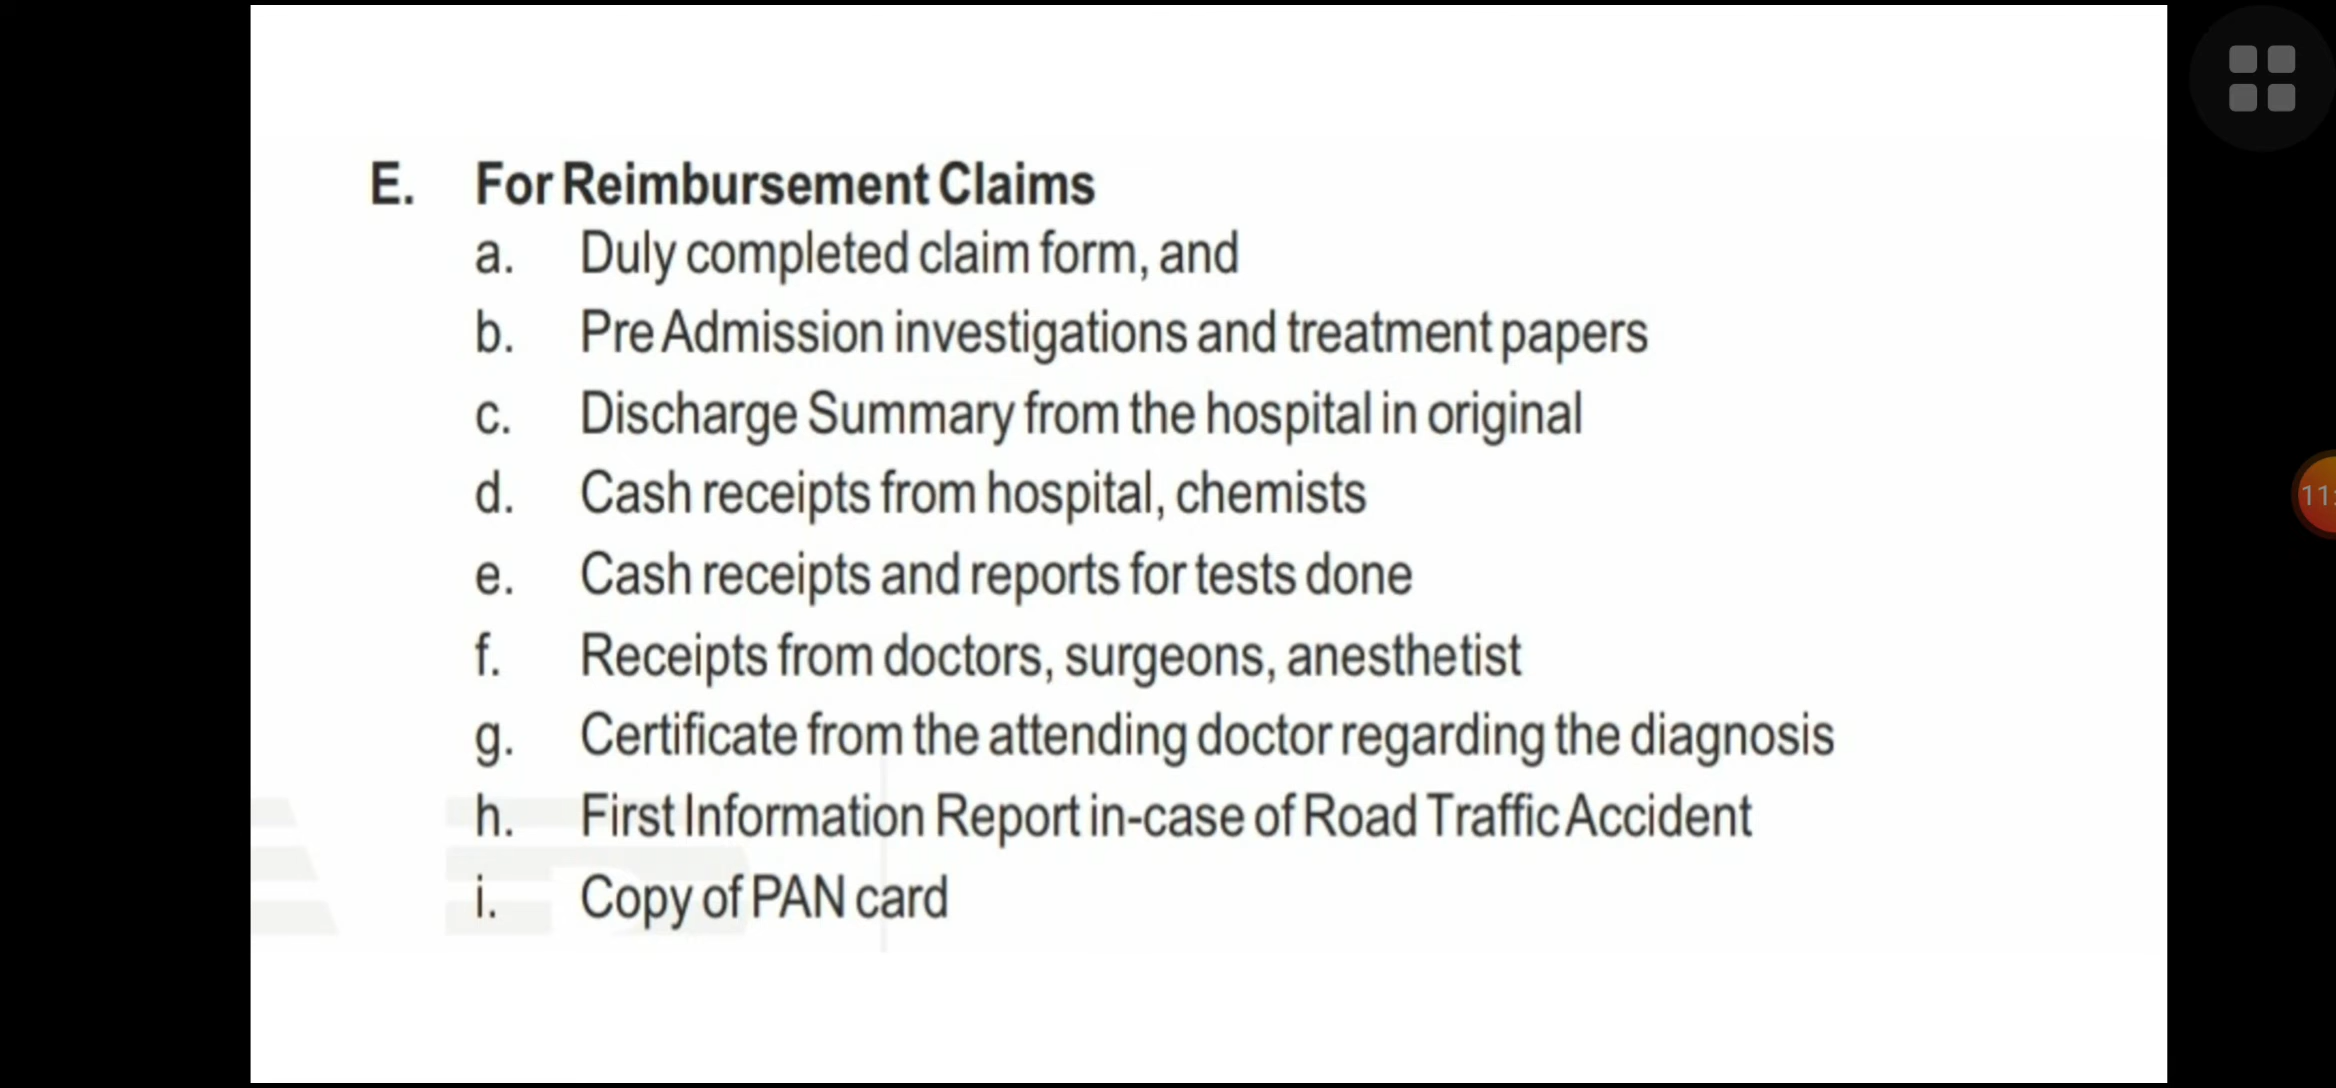 E. For Reimbursement Claims
a. Duly completed claim form, and
b. Pre Admission investigations and treatment papers
c. Discharge Summary from the hospital in original
d. Cash receipts from hospital, chemists
e. Cash receipts and reports for tests done
f. Receipts from doctors, surgeons, anesthetist
g. Certificate from the attending doctor regarding the diagnosis
h. First Information Report in-case of Road Traffic Accident
i. Copy of PAN card
11: